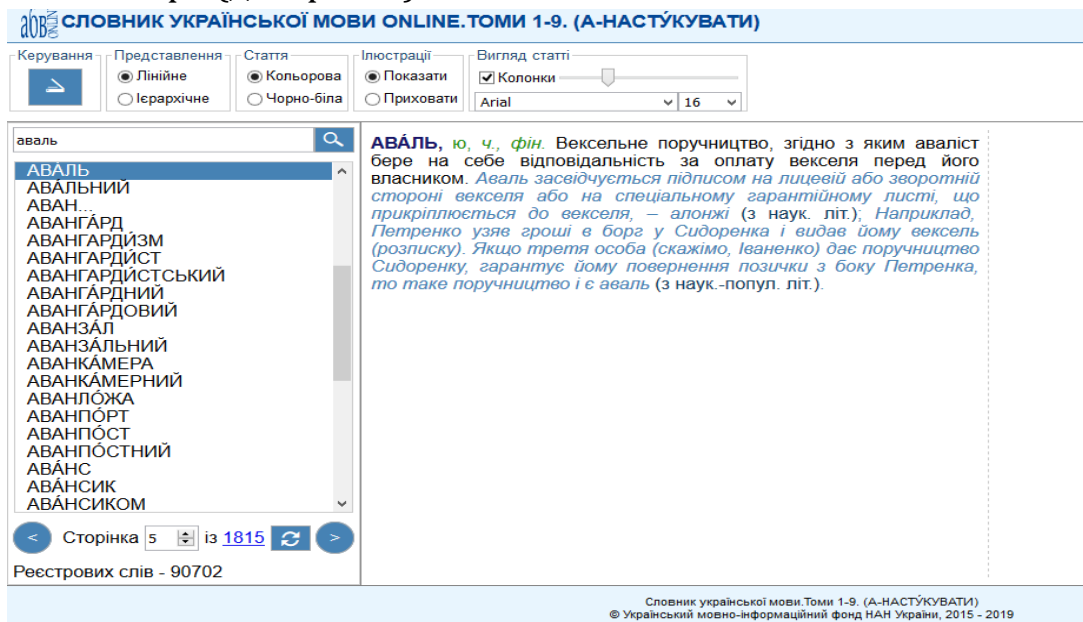 СЛОВНИК УКРАЇНСЬКОЇ МОВИ ONLINE. ТОМИ 1-9. (А-НАСТУ́КУВАТИ)
Керування Представлення Стаття Ілюстрації Вигляд статті
Лінійне Кольорова Показати Колонки
Ієрархічне Чорно-біла Приховати Arial 16
аваль
АВА́ЛЬ
АВА́ЛЬНИЙ
АВАН...
АВАНГА́РД
АВАНГАРДИ́ЗМ
АВАНГАРДИ́СТ
АВАНГАРДИ́СТСЬКИЙ
АВАНГА́РДНИЙ
АВАНГА́РДОВИЙ
АВАНЗА́Л
АВАНЗА́ЛЬНИЙ
АВАНКА́МЕРА
АВАНКА́МЕРНИЙ
АВАНЛО́ЖА
АВАНПО́РТ
АВАНПО́СТ
АВАНПО́СТНИЙ
АВА́НС
АВА́НСИК
АВА́НСИКОМ
< Сторінка 5 із 1815 >
Реєстрових слів - 90702
АВА́ЛЬ, ю, ч., фін. Вексельне поручництво, згідно з яким аваліст
бере на себе відповідальність за оплату векселя перед його
власником. Аваль засвідчується підписом на лицевій або зворотній
стороні векселя або на спеціальному гарантійному листі, що
прикріплюється до векселя, – алонжі (з наук. літ.); Наприклад,
Петренко узяв гроші в борг у Сидоренка і видав йому вексель
(розписку). Якщо третя особа (скажімо, Іваненко) дає поручництво
Сидоренку, гарантує йому повернення позички з боку Петренка,
то таке поручництво і є аваль (з наук.-попул. літ.).
Словник української мови.Томи 1-9. (А-НАСТУ́КУВАТИ)
© Український мовно-інформаційний фонд НАН України, 2015 - 2019